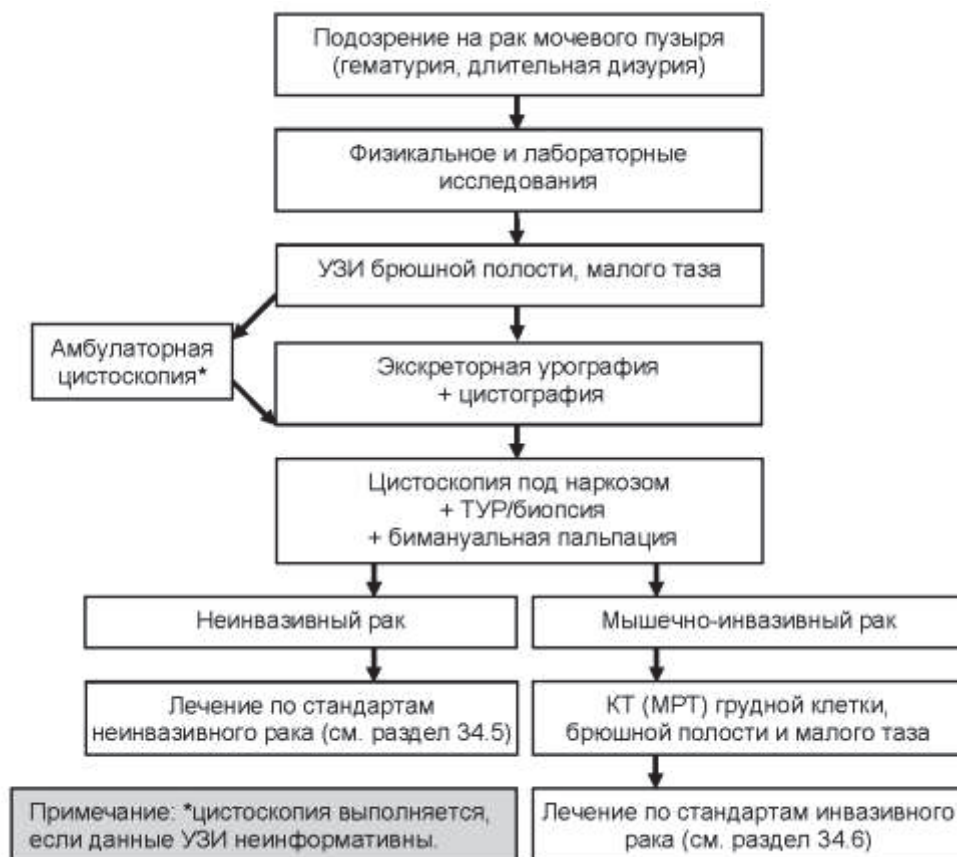 Подозрение на рак мочевого пузыря
(гематурия, длительная дизурия)
Физикальное и лабораторные
исследования
УЗИ брюшной полости, малого таза
Амбулаторная
цистоскопия*
Экскреторная урография
+ цистография
Цистоскопия под наркозом
+ ТУР/биопсия
+ бимануальная пальпация
Неинвазивный рак
Мышечно-инвазивный рак
Лечение по стандартам
неинвазивного рака (см. раздел 34.5)
КТ (МРТ) грудной клетки,
брюшной полости и малого таза
Примечание: *цистоскопия выполняется,
если данные УЗИ неинформативны.
Лечение по стандартам инвазивного
рака (см. раздел 34.6)